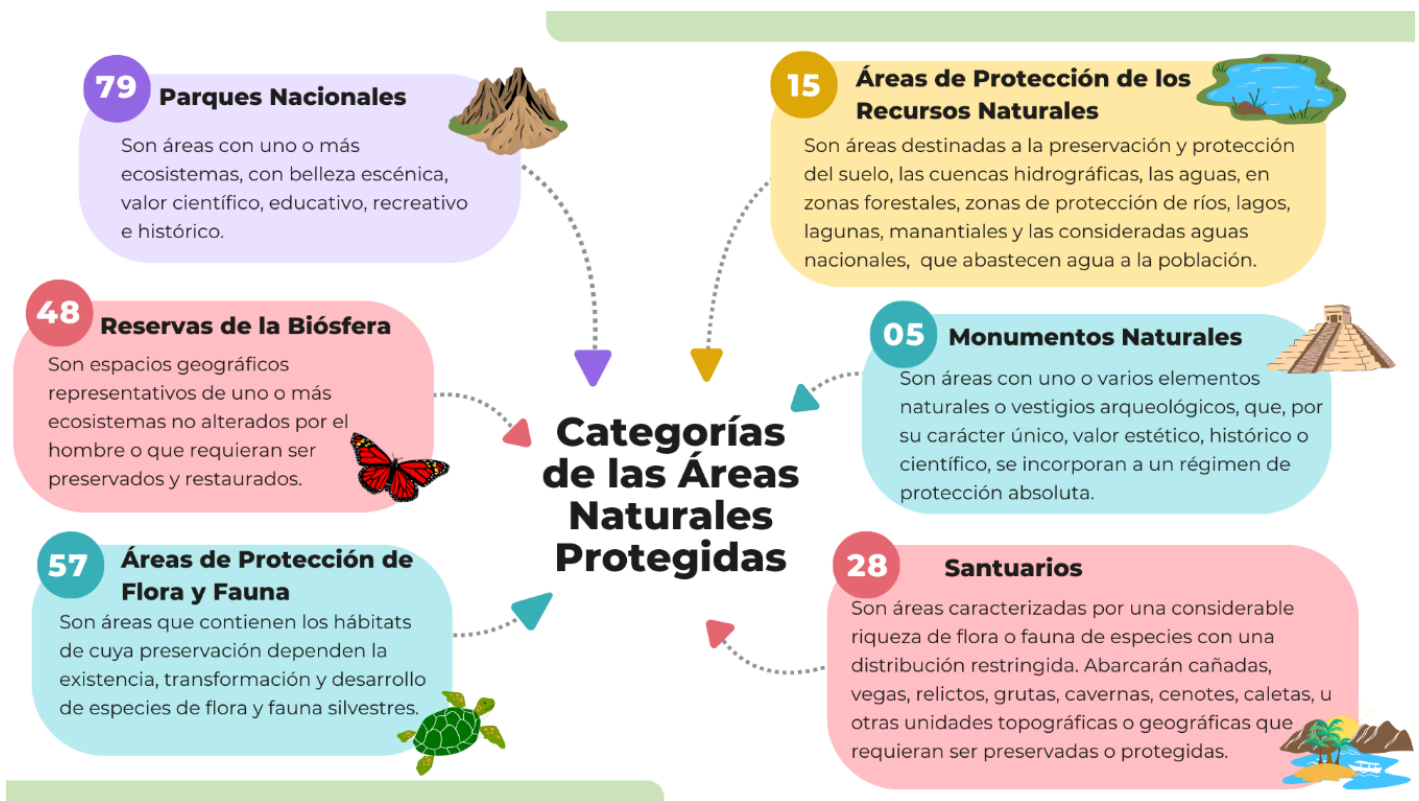 79
Parques Nacionales
Son áreas con uno o más
ecosistemas, con belleza escénica,
valor científico, educativo, recreativo
e histórico.
48
Reservas de la Biósfera
Son espacios geográficos
representativos de uno o más
ecosistemas no alterados por el
hombre o que requieran ser
preservados y restaurados.
57
Áreas de Protección de
Flora y Fauna
Son áreas que contienen los hábitats
de cuya preservación dependen la
existencia, transformación y desarrollo
de especies de flora y fauna silvestres.
Categorías
de las Áreas
Naturales
Protegidas
15
Áreas de Protección de los
Recursos Naturales
Son áreas destinadas a la preservación y protección
del suelo, las cuencas hidrográficas, las aguas, en
zonas forestales, zonas de protección de ríos, lagos,
lagunas, manantiales y las consideradas aguas
nacionales, que abastecen agua a la población.
05
Monumentos Naturales
Son áreas con uno o varios elementos
naturales o vestigios arqueológicos, que, por
su carácter único, valor estético, histórico o
científico, se incorporan a un régimen de
protección absoluta.
28
Santuarios
Son áreas caracterizadas por una considerable
riqueza de flora o fauna de especies con una
distribución restringida. Abarcarán cañadas,
vegas, relictos, grutas, cavernas, cenotes, caletas, u
otras unidades topográficas o geográficas que
requieran ser preservadas o protegidas.